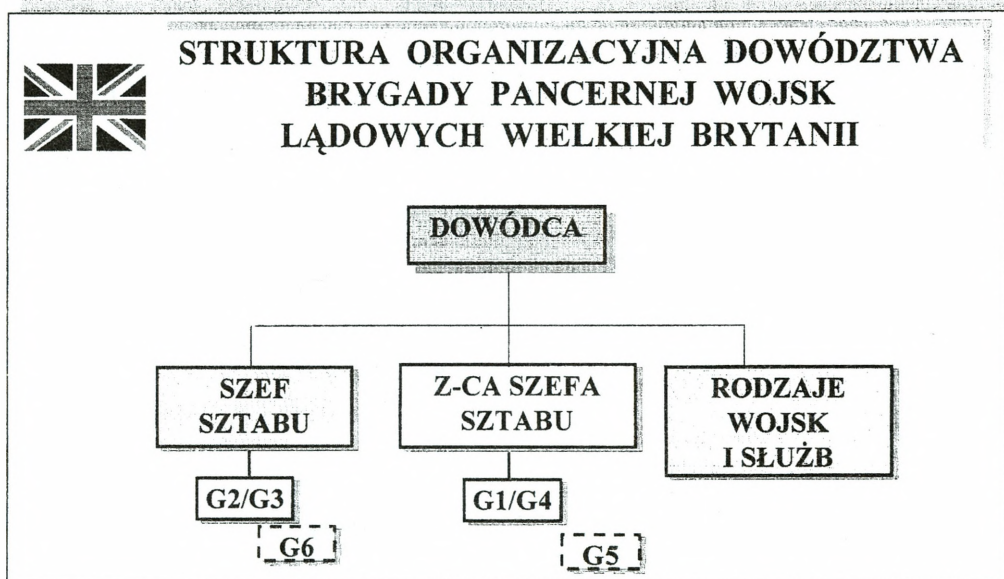 STRUKTURA ORGANIZACYJNA DOWÓDZTWA
BRYGADY PANCERNEJ WOJSK
LĄDOWYCH WIELKIEJ BRYTANII
DOWÓDCA
SZEF
SZTABU
Z-CA SZEFA
SZTABU
RODZAJE
WOJSK
I SŁUŻB
G2/G3
G1/G4
G6
G5